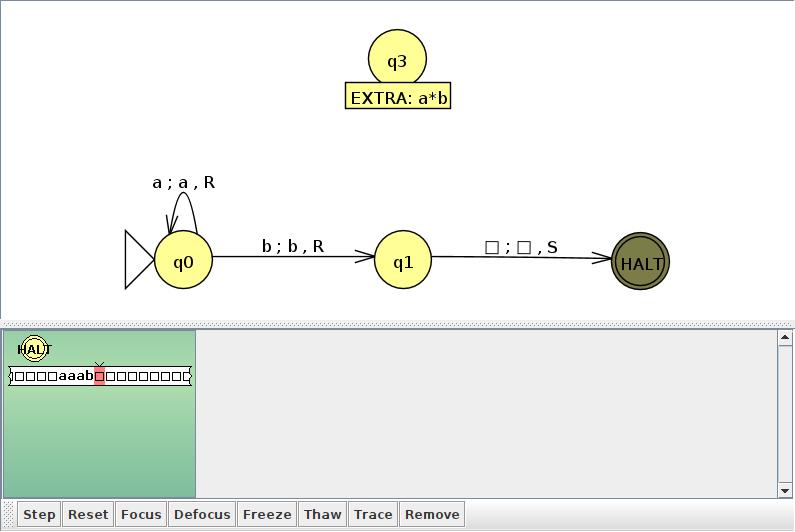 q3
EXTRA: a*b
a ; a , R
b ; b , R
□ ; □ , S
q0
q1
HALT
HALT
□□□□aaab□□□□□□□□□
Step Reset Focus Defocus Freeze Thaw Trace Remove